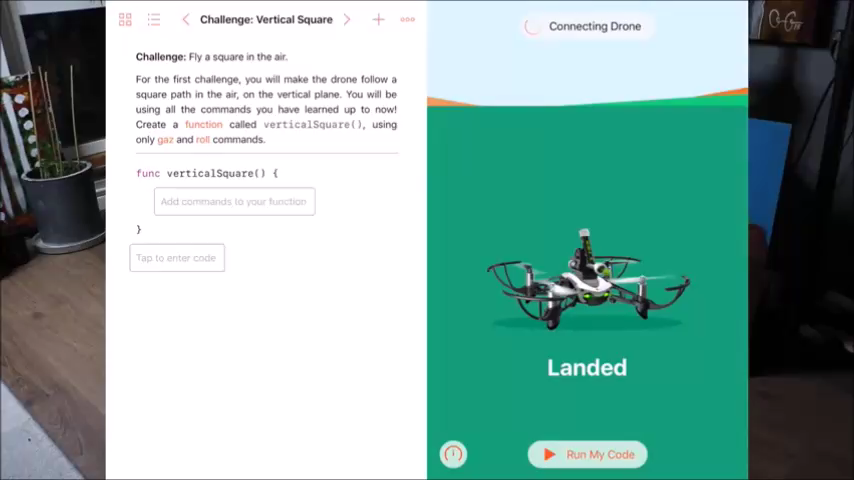 Challenge: Vertical Square
Connecting Drone
Challenge: Fly a square in the air.
For the first challenge, you will make the drone follow a
square path in the air, on the vertical plane. You will be
using all the commands you have learned up to now!
Create a function called verticalSquare(), using
only gaz and roll commands.
func verticalSquare() {
Add commands to your function
}
Tap to enter code
Landed
Run My Code